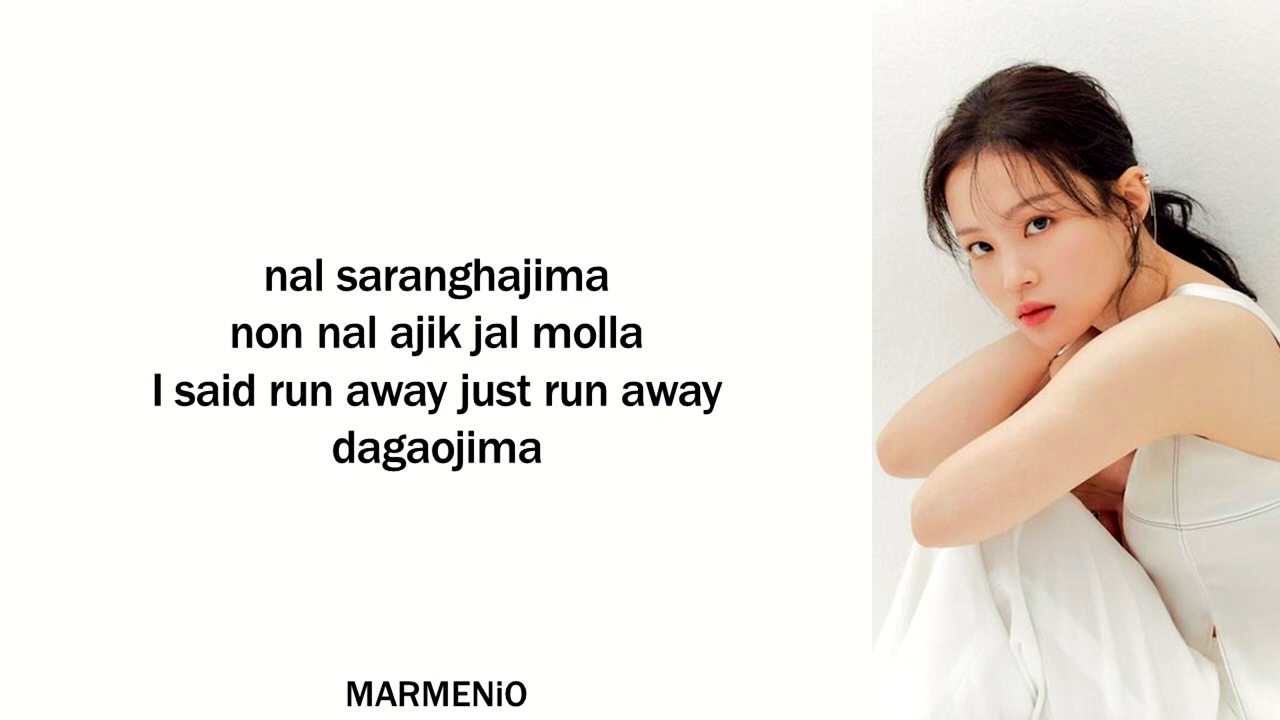 nal saranghajima
non nal ajik jal molla
I said run away just run away
dagaojima
MARMENiO